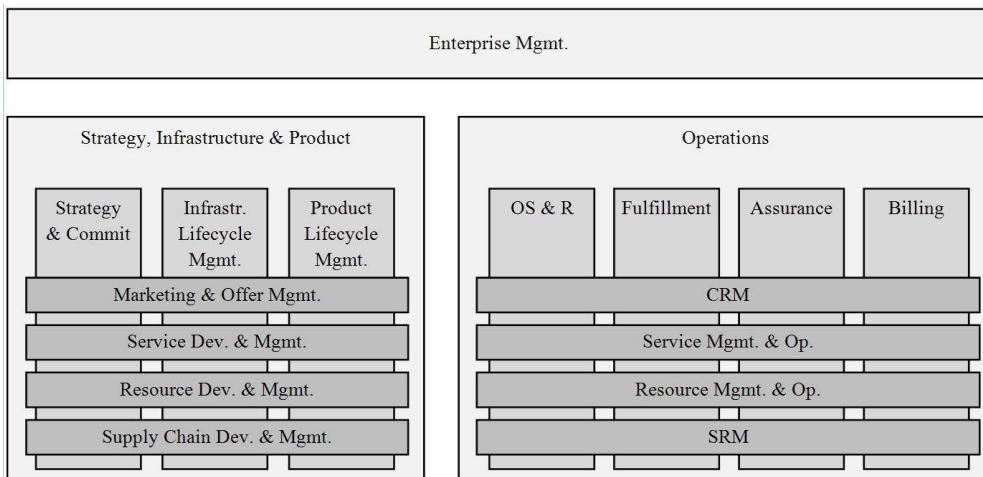 Enterprise Mgmt.
Strategy, Infrastructure & Product
Strategy
& Commit
Infrastr.
Lifecycle
Mgmt.
Product
Lifecycle
Mgmt.
Marketing & Offer Mgmt.
Service Dev. & Mgmt.
Resource Dev. & Mgmt.
Supply Chain Dev. & Mgmt.
Operations
OS & R
Fulfillment
Assurance
Billing
CRM
Service Mgmt. & Op.
Resource Mgmt. & Op.
SRM